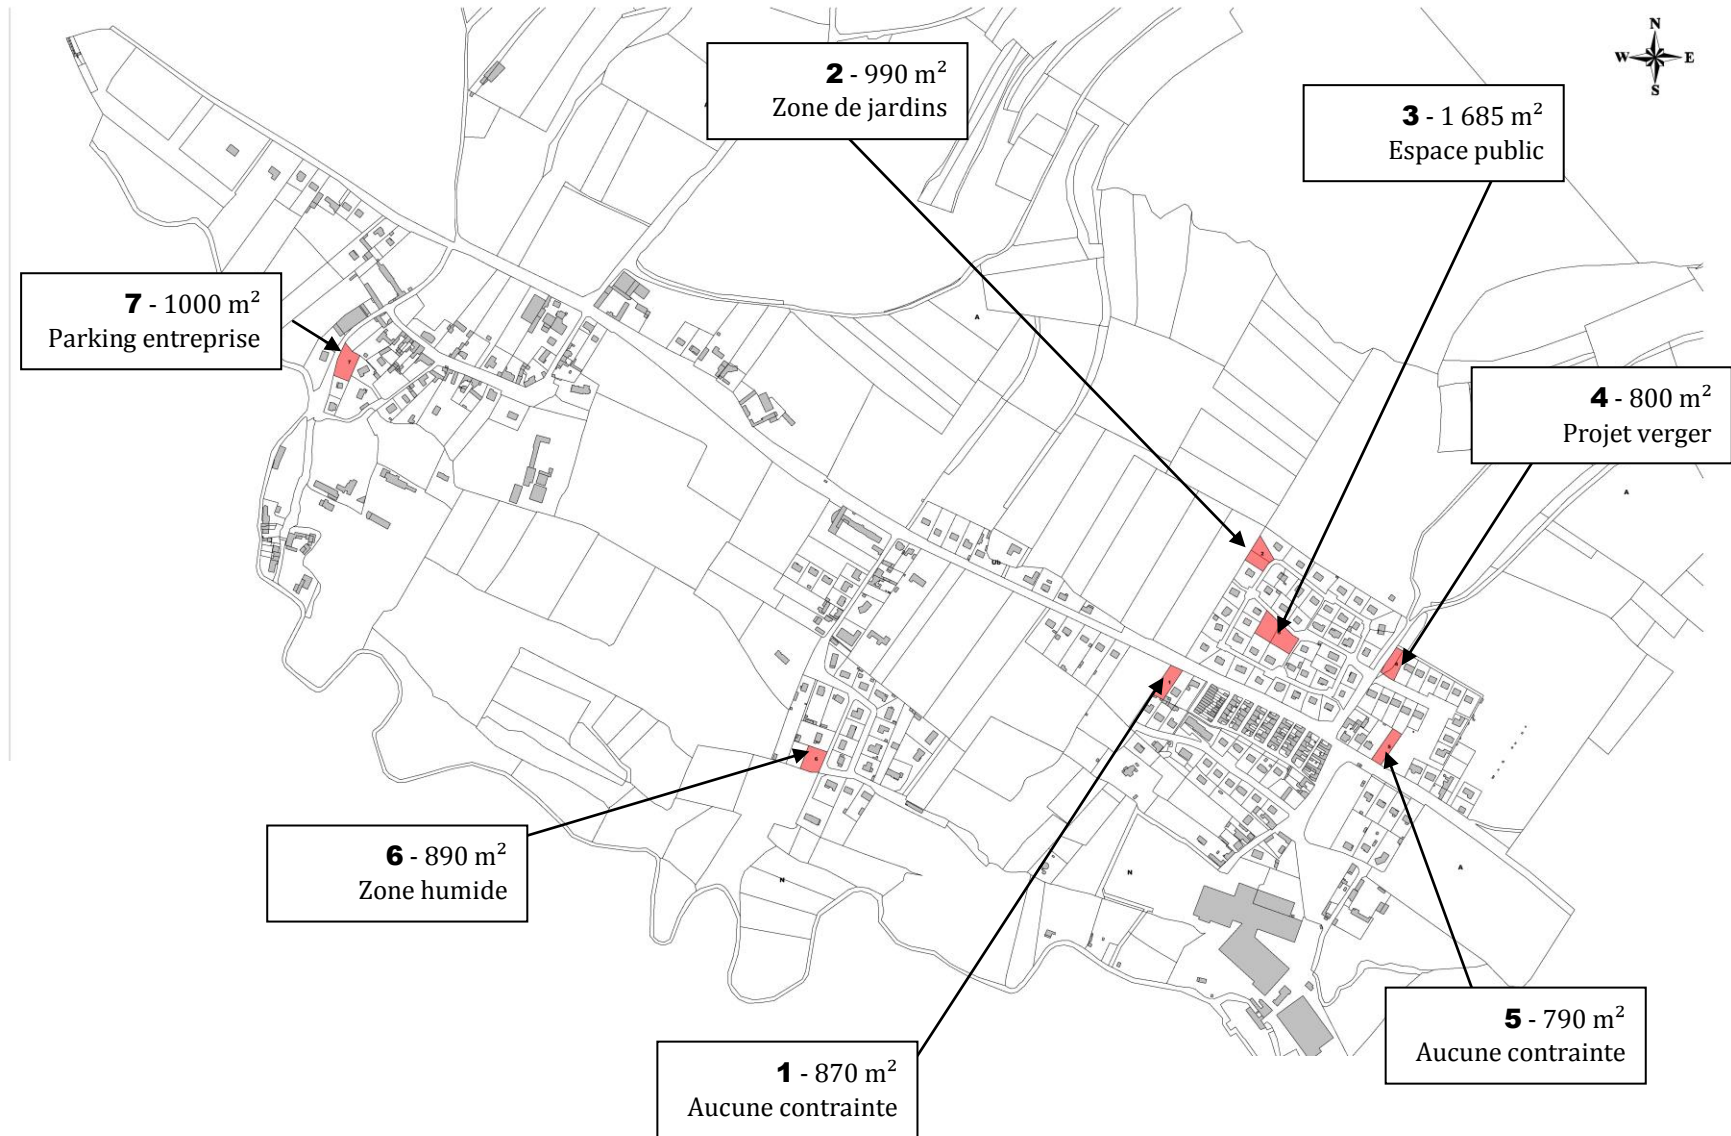 N
W E
S
2 - 990 m²
Zone de jardins
3 - 1 685 m²
Espace public
7 - 1000 m²
Parking entreprise
4 - 800 m²
Projet verger
6 - 890 m²
Zone humide
5 - 790 m²
Aucune contrainte
1 - 870 m²
Aucune contrainte
A
A
UB
N
N
A